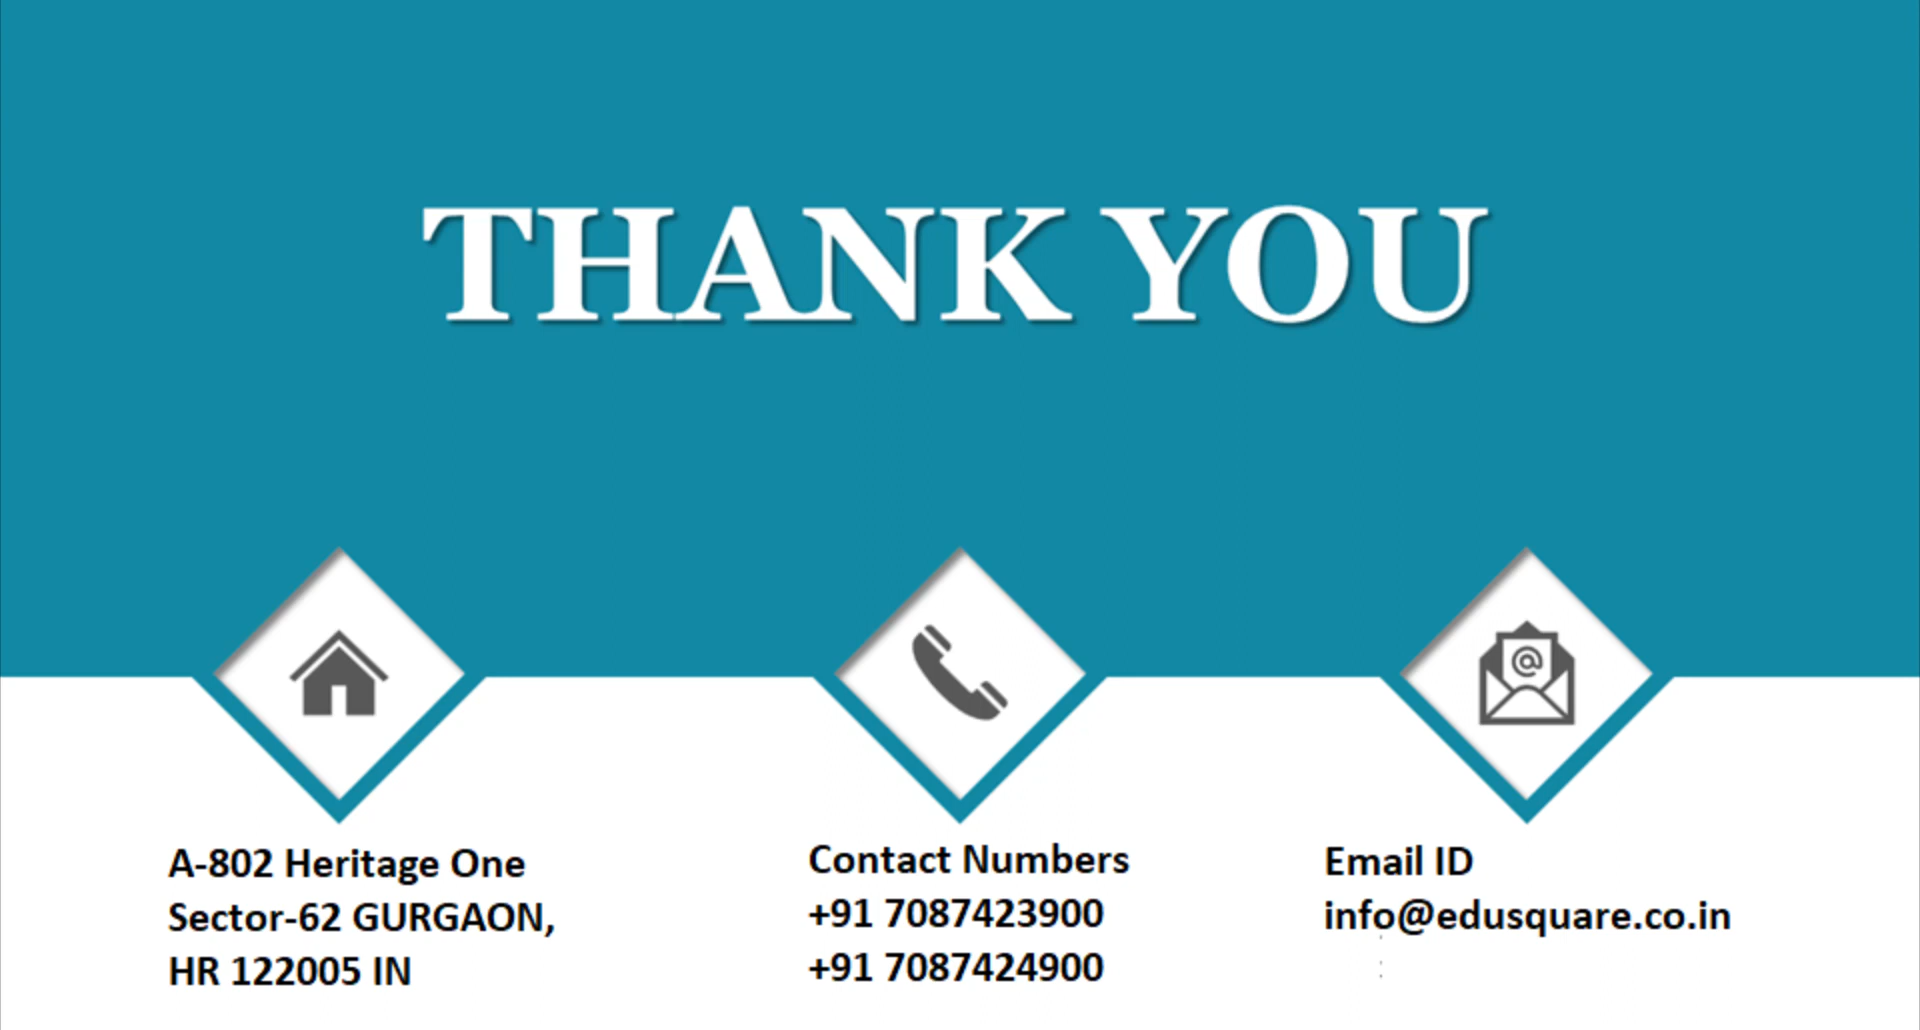 THANK YOU
A-802 Heritage One
Sector-62 GURGAON,
HR 122005 IN
Contact Numbers
+91 7087423900
+91 7087424900
Email ID
info@edusquare.co.in